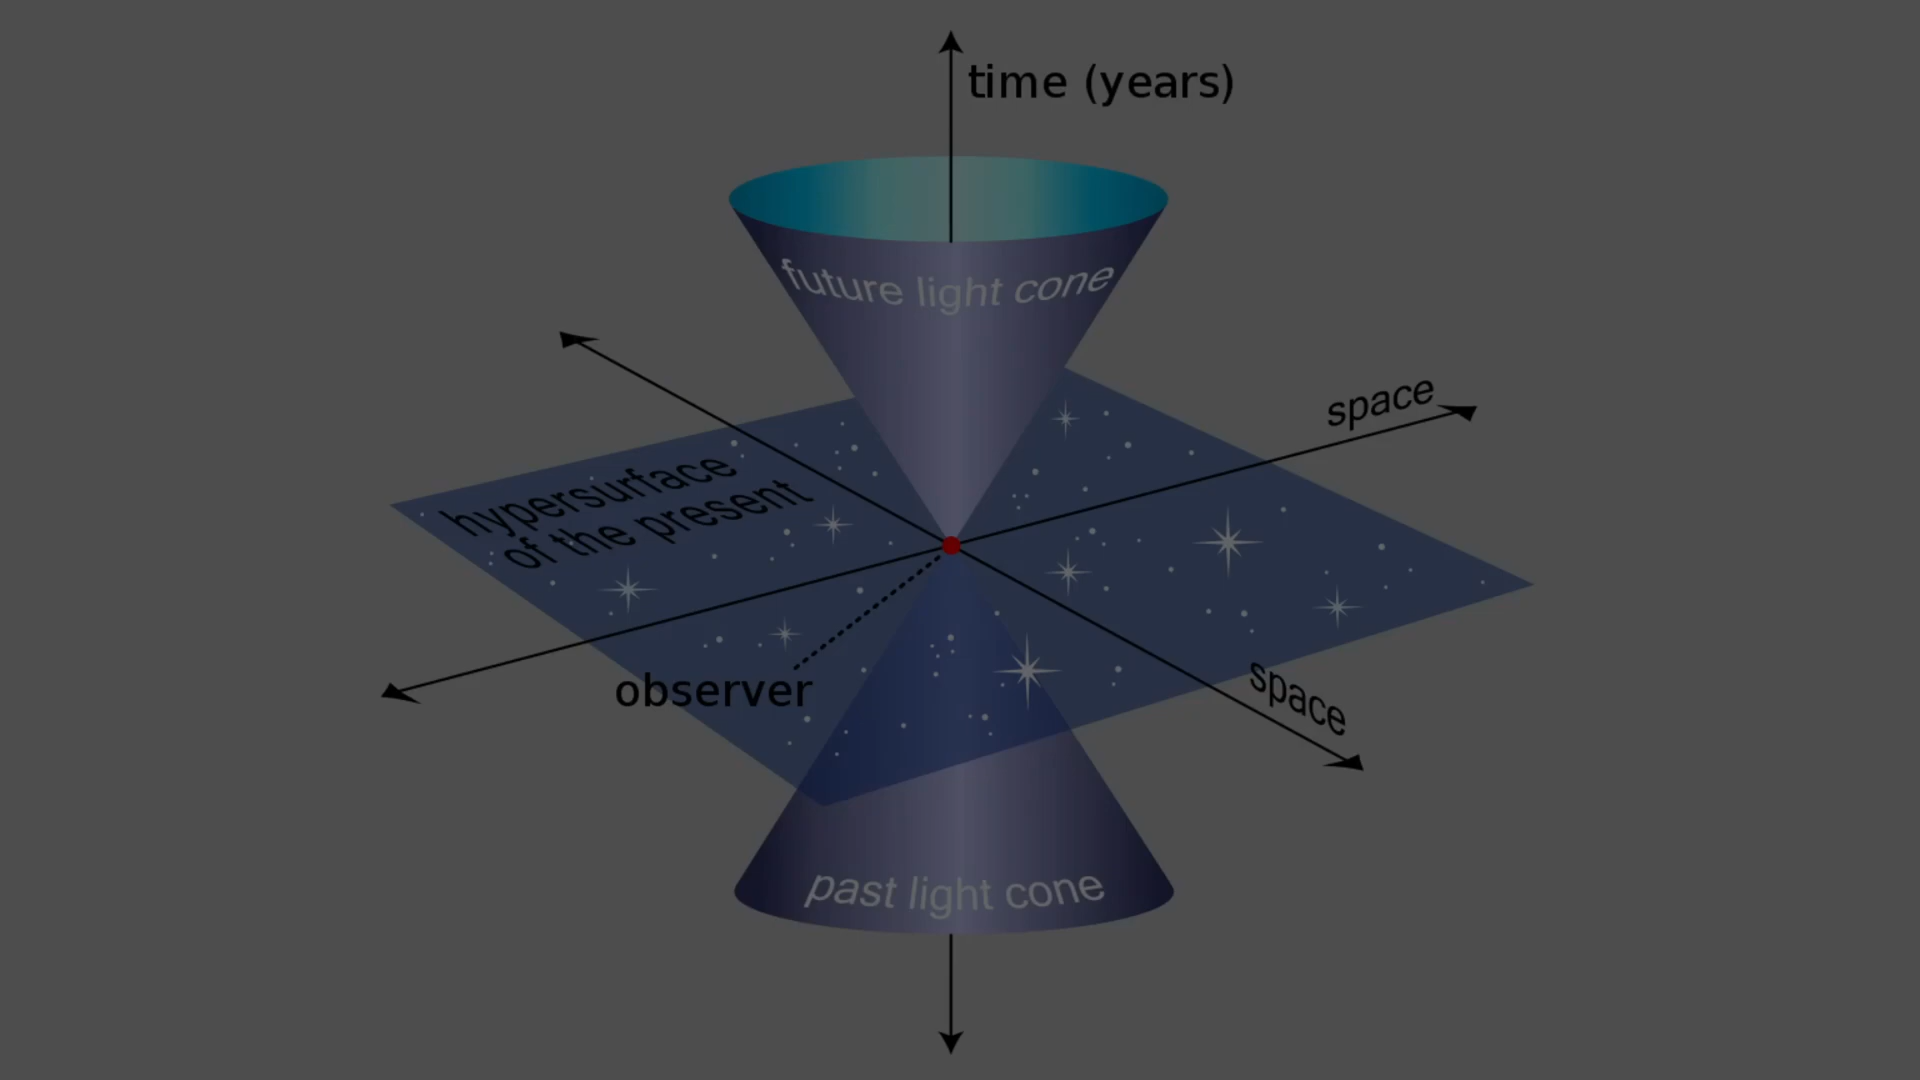 time (years)
future light cone
space
hypersurface
of the present
space
observer
past light cone